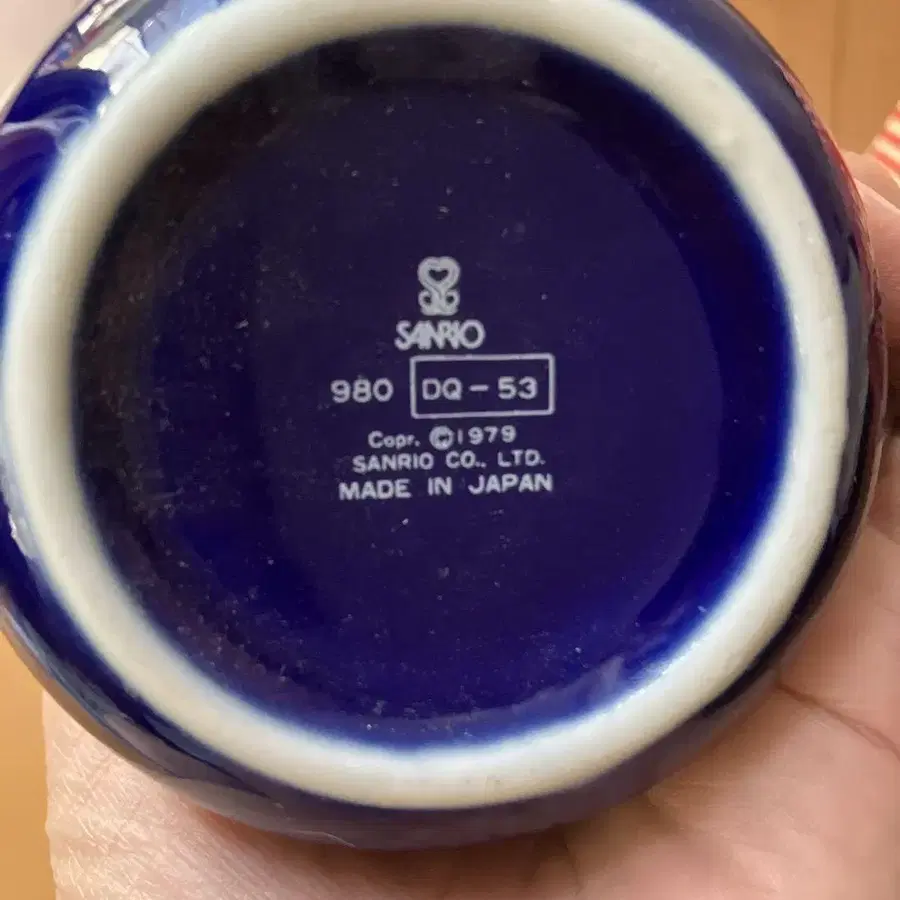 SANRIO
980 DQ-53
Copr. ©1979
SANRIO CO., LTD.
MADE IN JAPAN